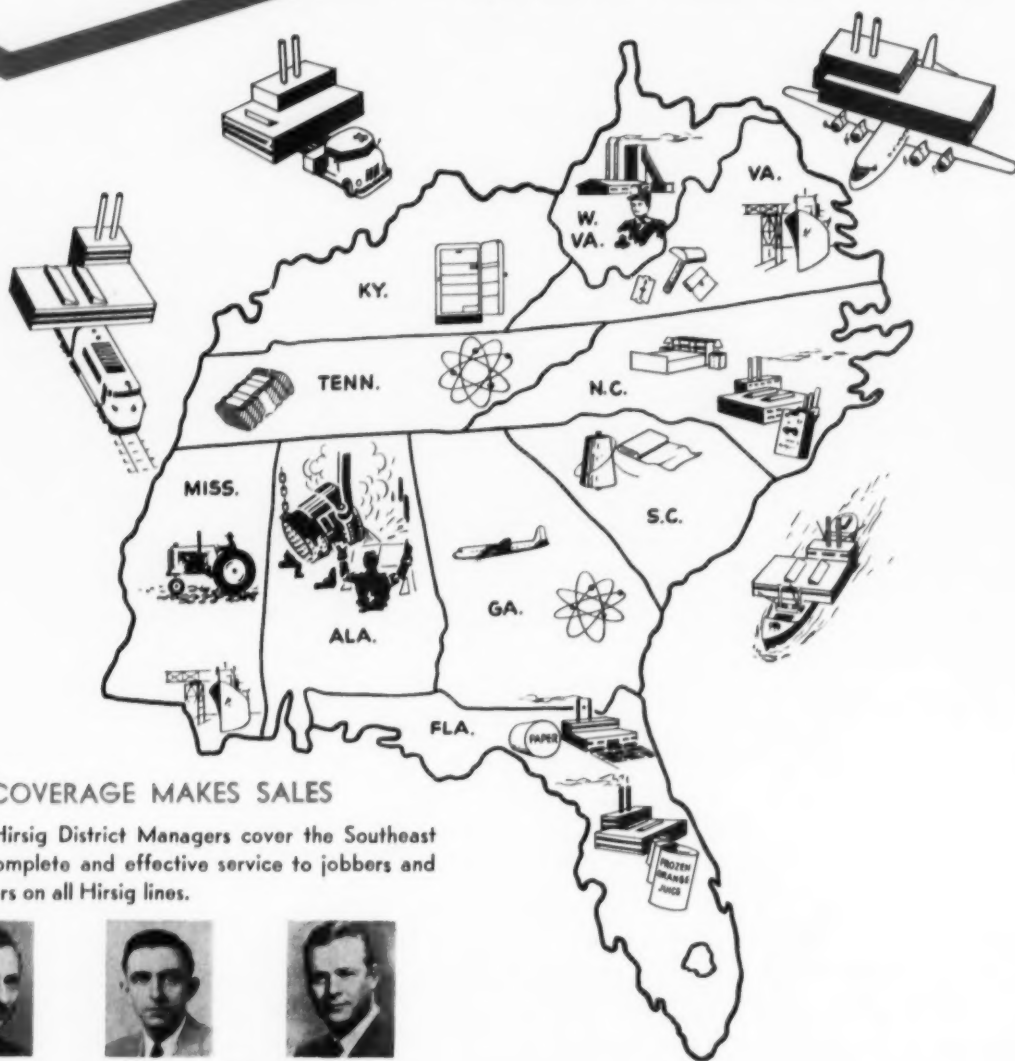 VA.
W.
VA.
KY.
TENN.
N.C.
MISS.
S.C.
GA.
ALA.
FLA.
PAPER
COVERAGE MAKES SALES
Hirsig District Managers cover the Southeast
omplete and effective service to jobbers and
rs on all Hirsig lines.
FROZEN
ORANGE
JUICE